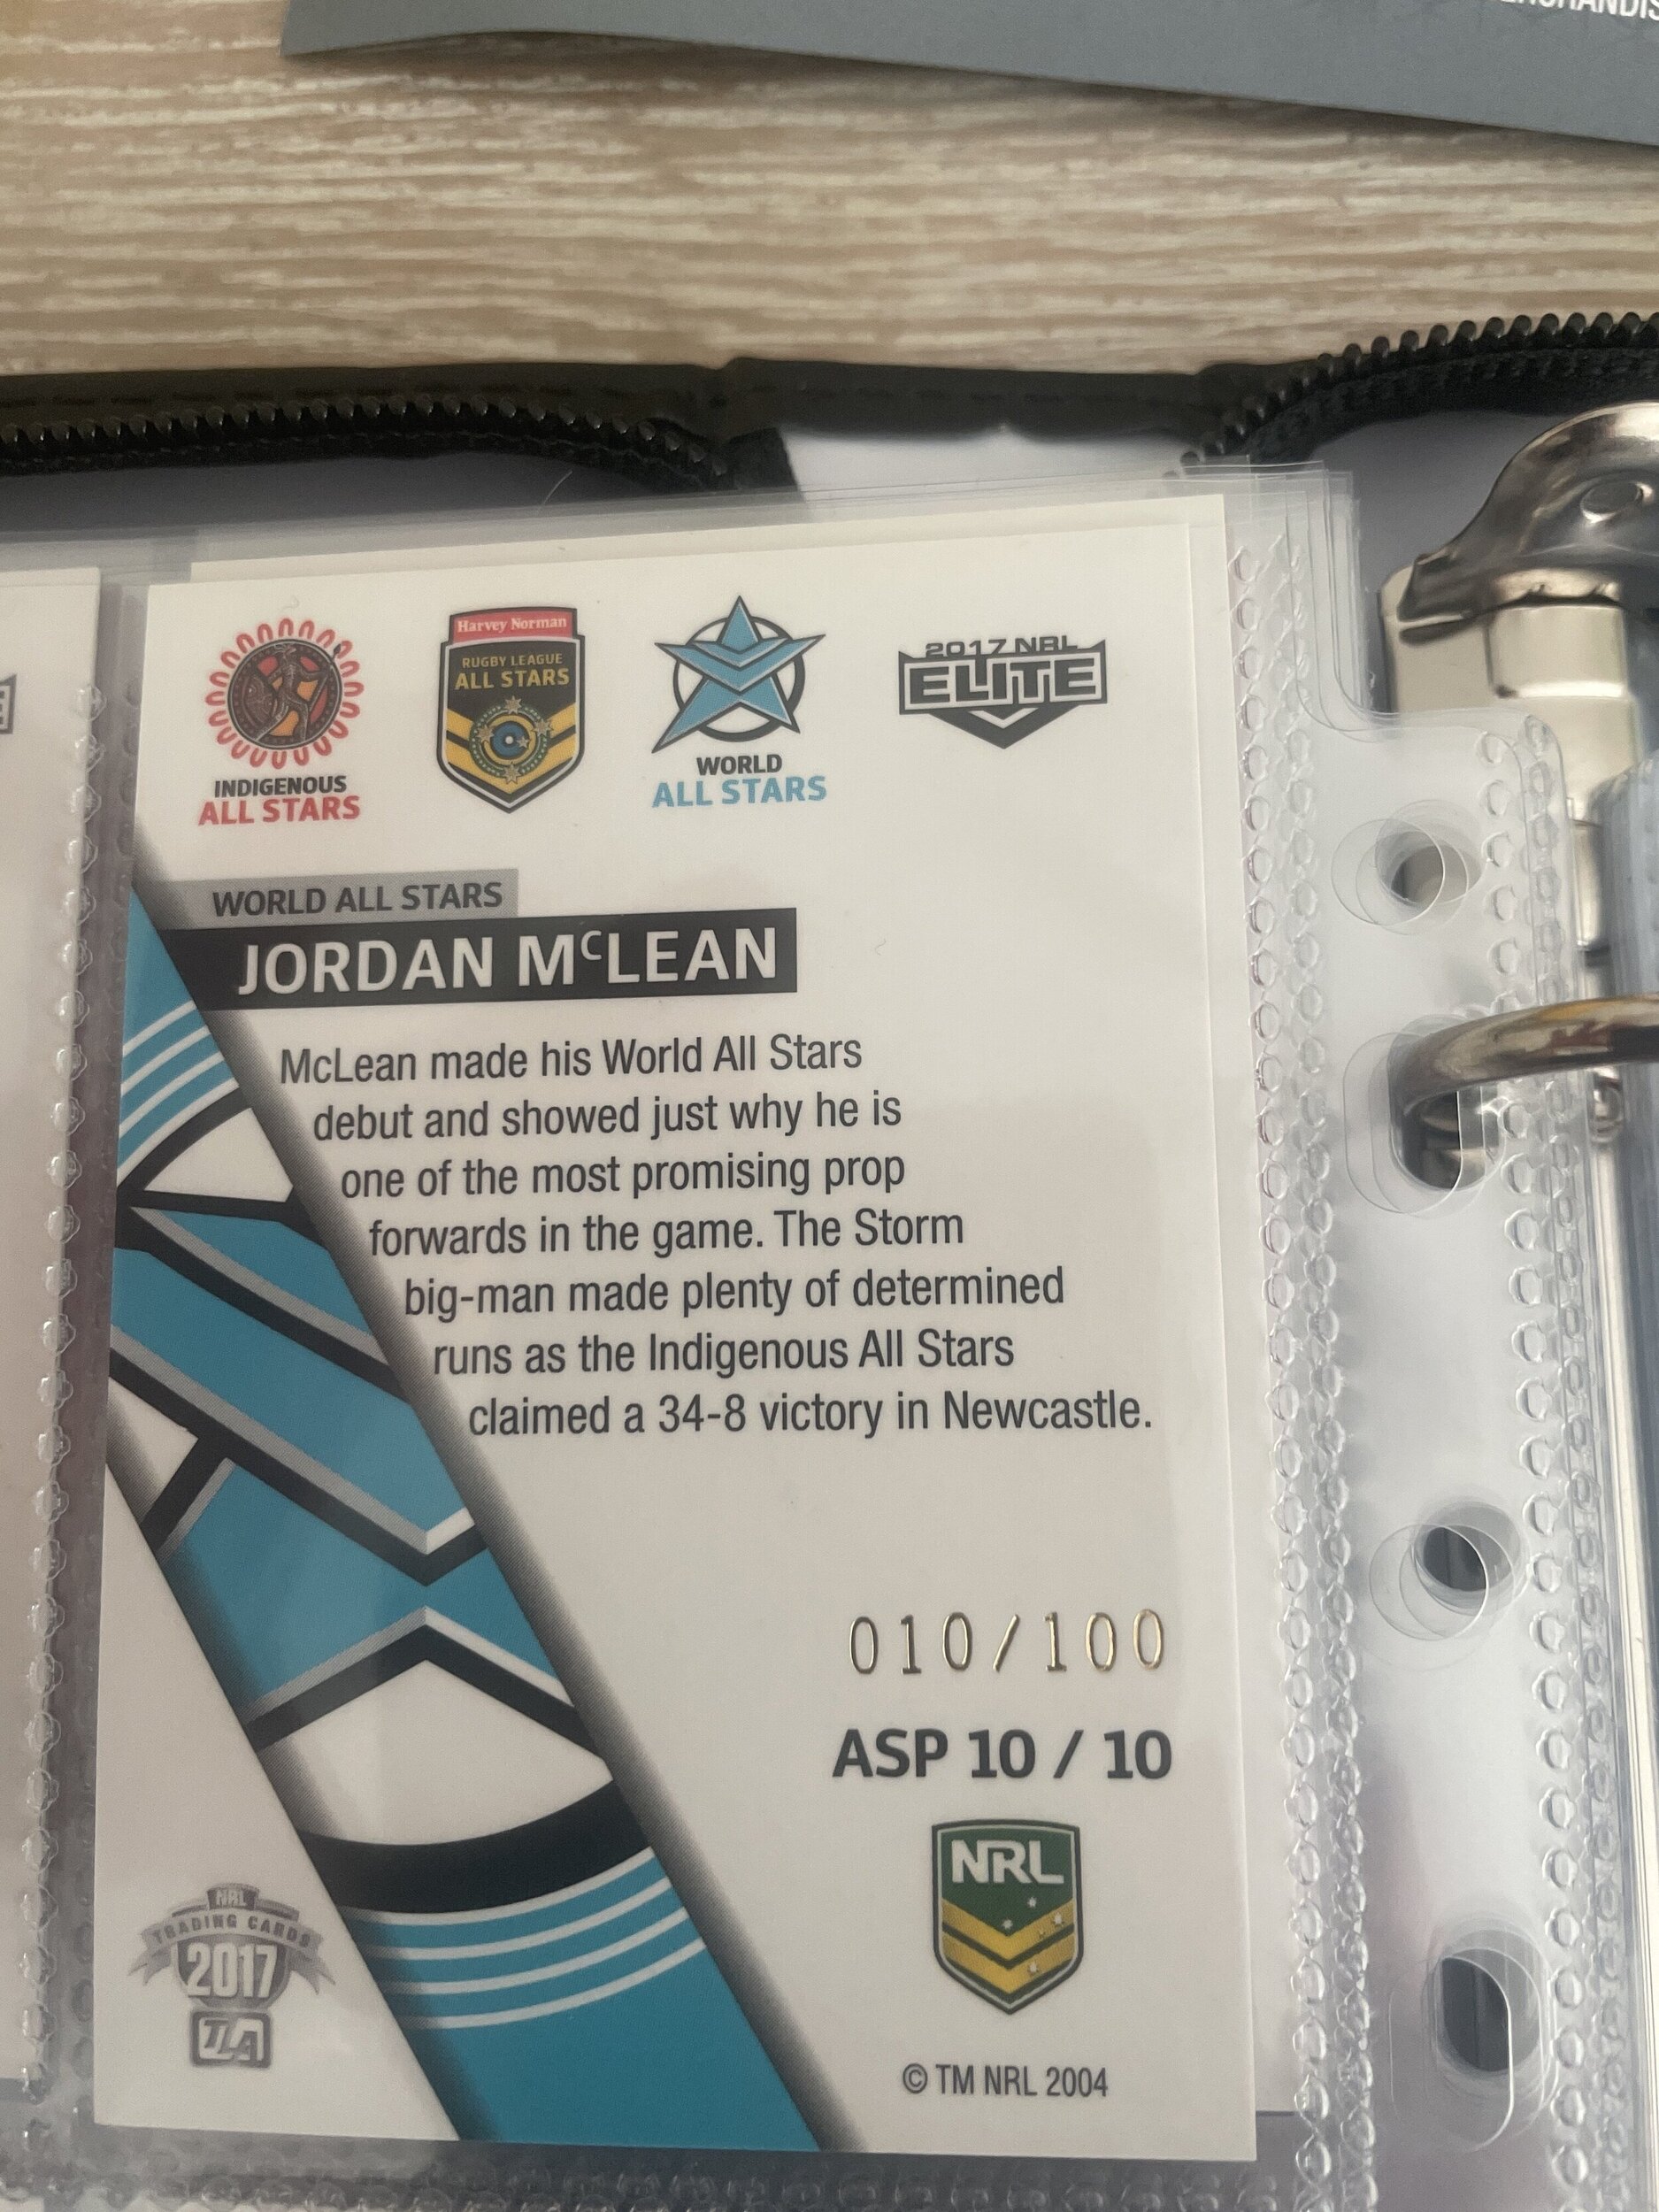 Harvey Norman
RUGBY LEAGUE
ALL STARS
INDIGENOUS
ALL STARS
WORLD
ALL STARS
2017 NRL
ELITE
WORLD ALL STARS
JORDAN McLEAN
McLean made his World All Stars
debut and showed just why he is
one of the most promising prop
forwards in the game. The Storm
big-man made plenty of determined
runs as the Indigenous All Stars
claimed a 34-8 victory in Newcastle.
010/100
ASP 10 / 10
NRL
NRL
TRADING CARDS
2017
TLA
© TM NRL 2004